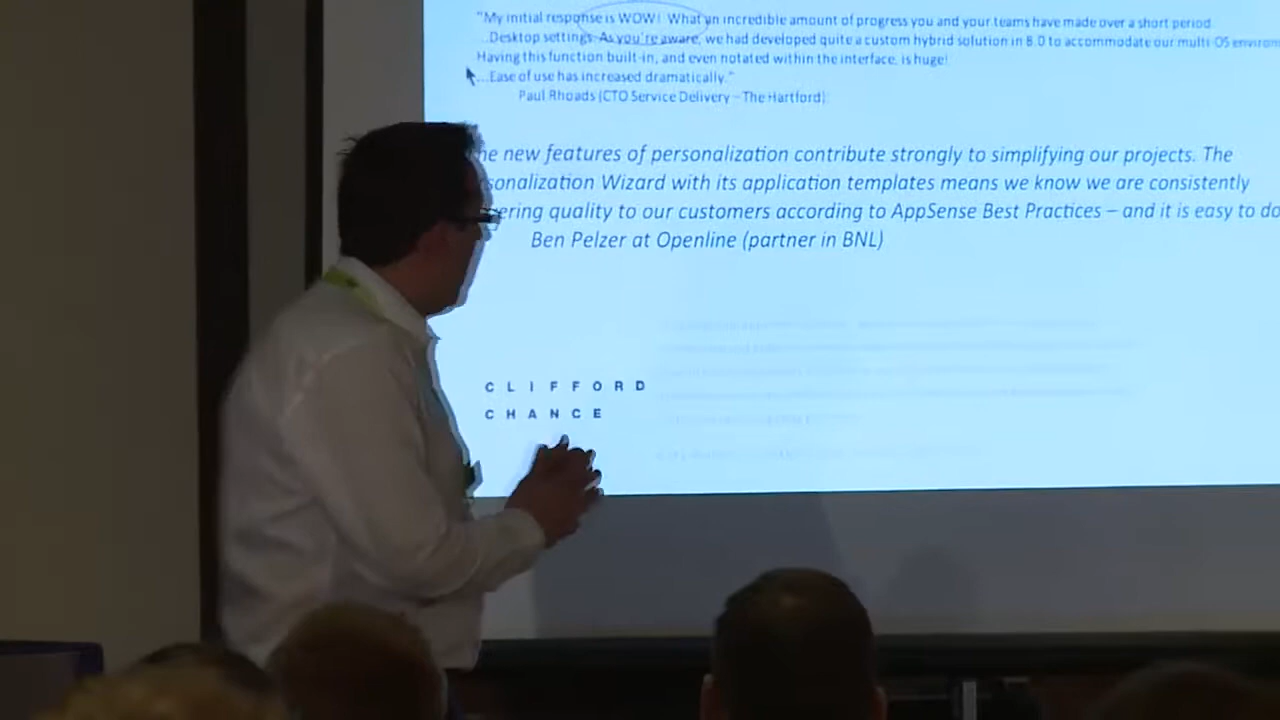 "My initial response is WOW! What an incredible amount of progress you and your teams have made over a short period.
...Desktop settings. As you're aware, we had developed quite a custom hybrid solution in 8.0 to accommodate our multi-OS
Having this function built-in, and even notated within the interface, is huge!
...Ease of use has increased dramatically."
Paul Rhoads (CTO Service Delivery – The Hartford)
new features of personalization contribute strongly to simplifying our projects. The
Wizard with its application templates means we know we are consistently
quality to our customers according to AppSense Best Practices – and it is easy to do
Ben Pelzer at Openline (partner in BNL)
CLIFFORD
CHANCE